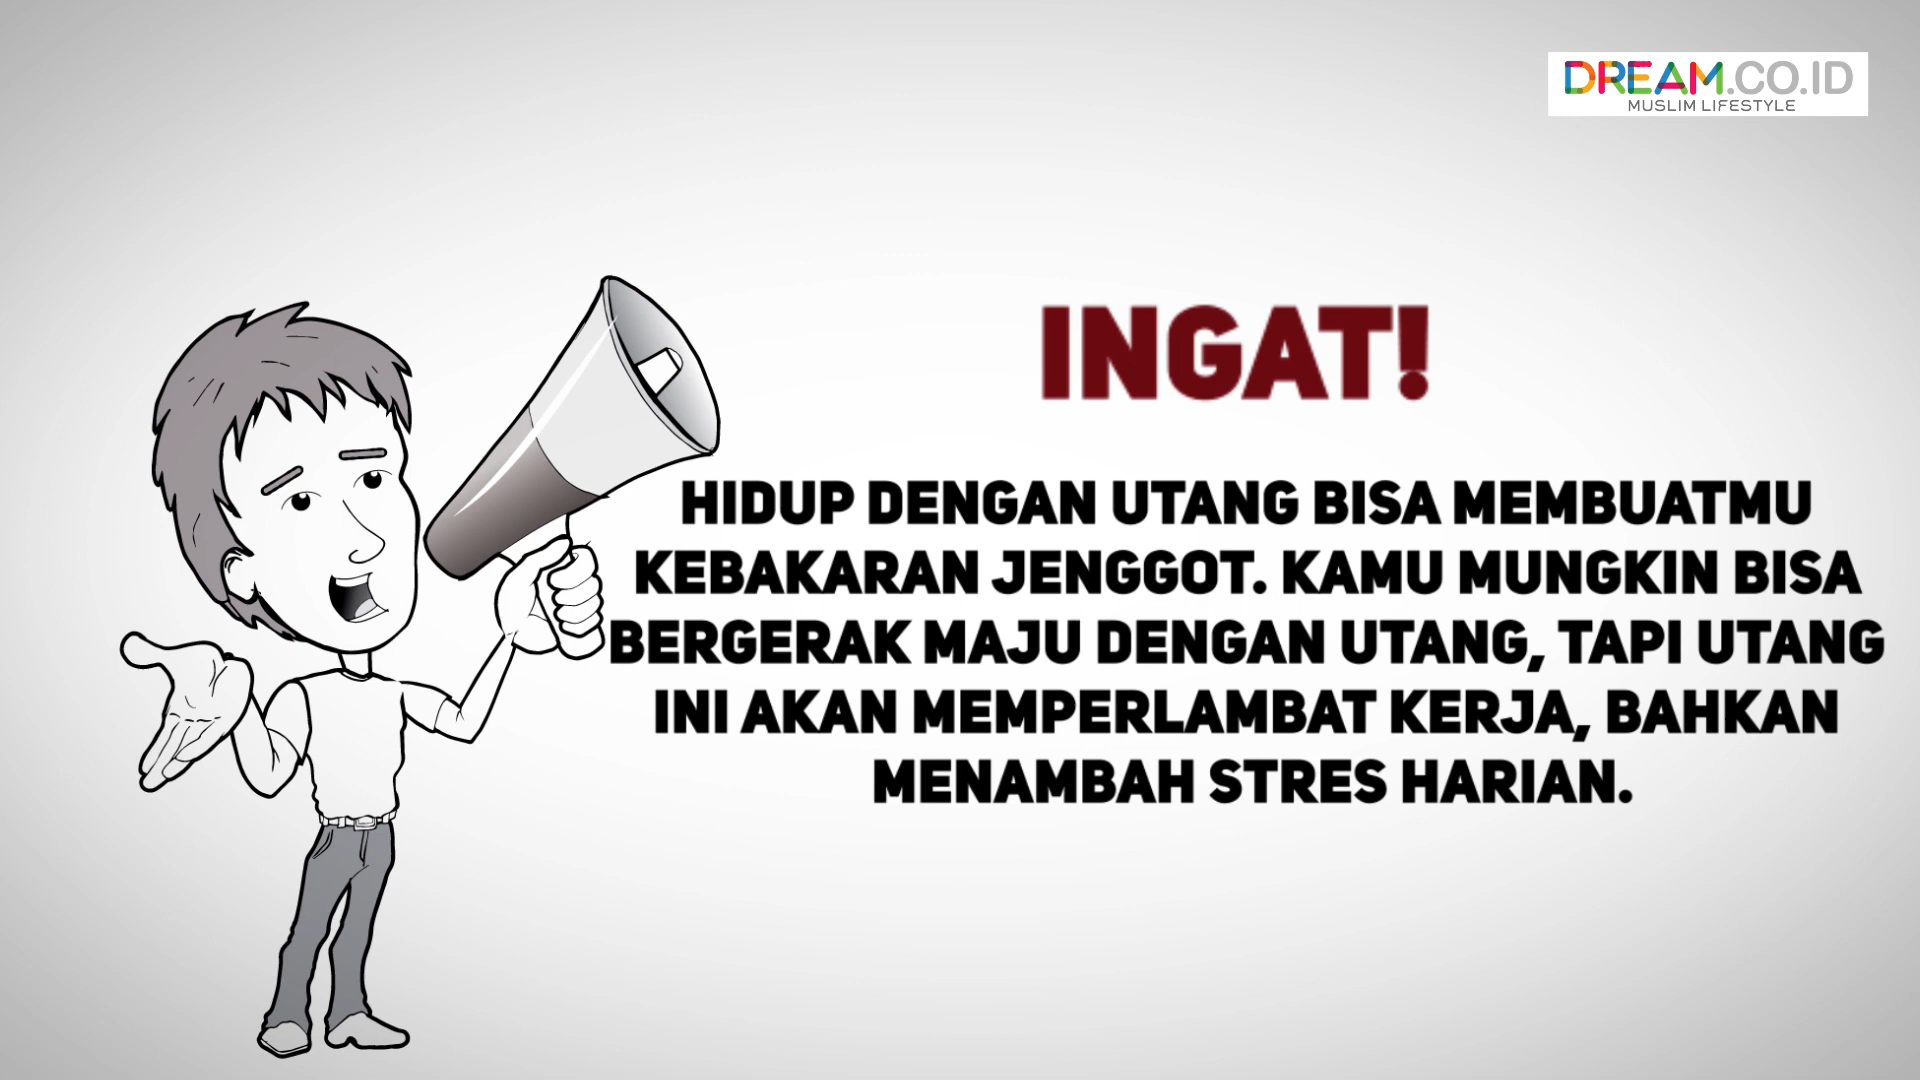 DREAM.CO.ID
MUSLIM LIFESTYLE
INGAT!
HIDUP DENGAN UTANG BISA MEMBUATMU
KEBAKARAN JENGGOT. KAMU MUNGKIN BISA
BERGERAK MAJU DENGAN UTANG, TAPI UTANG
INI AKAN MEMPERLAMBAT KERJA, BAHKAN
MENAMBAH STRES HARIAN.